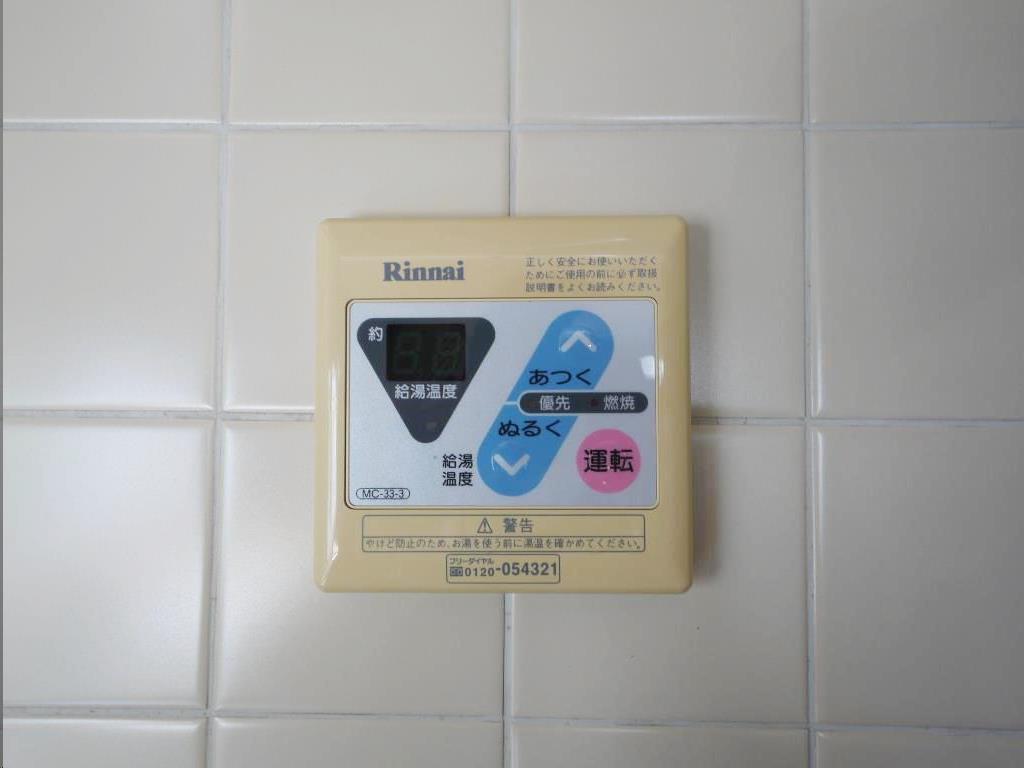 Rinnai
正しく安全にお使いいただく
ためにご使用の前に必ず取扱
説明書をよくお読みください。
約
給湯温度
あつく
優先 燃焼
ぬるく
給湯
温度
運転
MC-33-3
警告
やけど防止のため、お湯を使う前に湯温を確かめてください。
フリーダイヤル
0120-054321